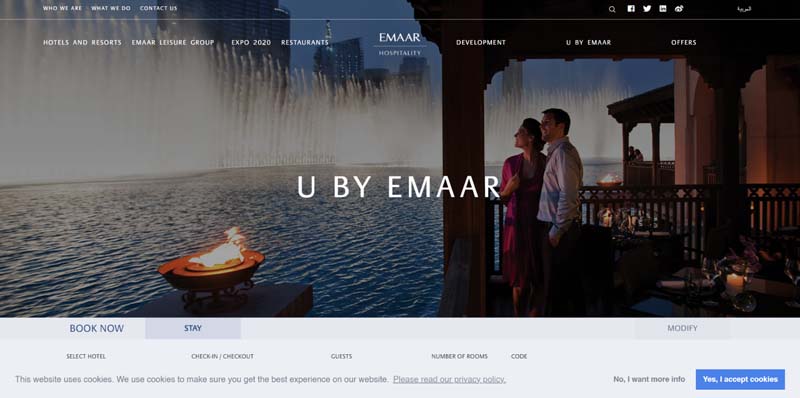 WHO WE ARE WHAT WE DO CONTACT US العربية
HOTELS AND RESORTS EMAAR LEISURE GROUP EXPO 2020 RESTAURANTS EMAAR HOSPITALITY DEVELOPMENT U BY EMAAR OFFERS
U BY EMAAR
BOOK NOW STAY MODIFY
SELECT HOTEL CHECK-IN / CHECKOUT GUESTS NUMBER OF ROOMS CODE
This website uses cookies. We use cookies to make sure you get the best experience on our website. Please read our privacy policy. No, I want more info Yes, I accept cookies